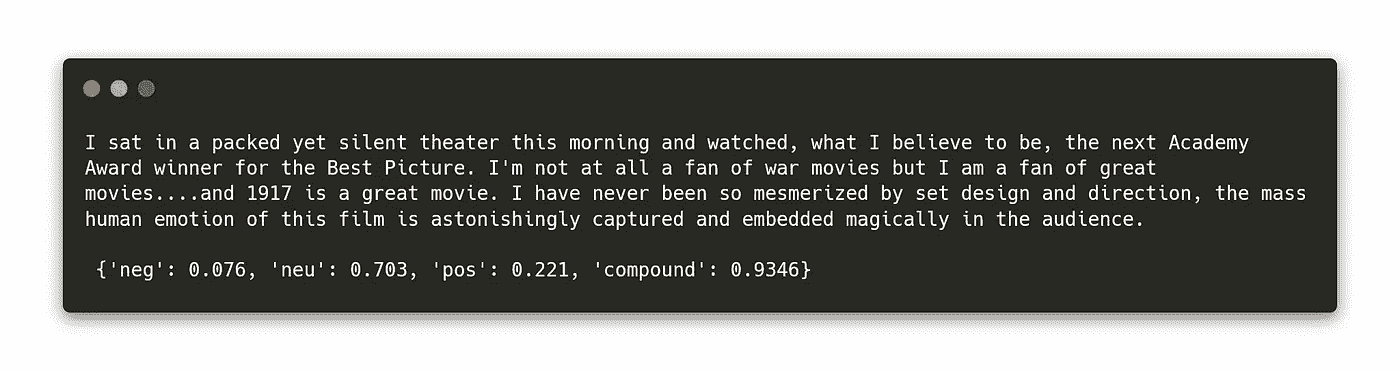 I sat in a packed yet silent theater this morning and watched, what I believe to be, the next Academy
Award winner for the Best Picture. I'm not at all a fan of war movies but I am a fan of great
movies....and 1917 is a great movie. I have never been so mesmerized by set design and direction, the mass
human emotion of this film is astonishingly captured and embedded magically in the audience.
{'neg': 0.076, 'neu': 0.703, 'pos': 0.221, 'compound': 0.9346}